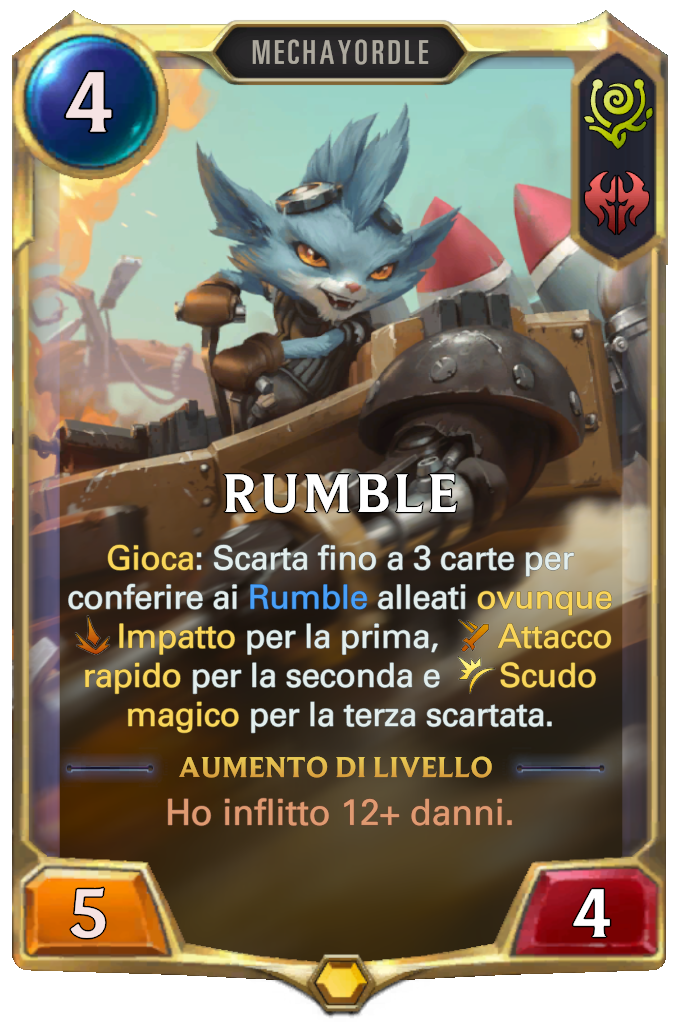 MECHAYORDLE
4
RUMBLE
Gioca: Scarta fino a 3 carte per
conferire ai Rumble alleati ovunque
Impatto per la prima, Attacco
rapido per la seconda e Scudo
magico per la terza scartata.
AUMENTO DI LIVELLO
Ho inflitto 12+ danni.
5
4